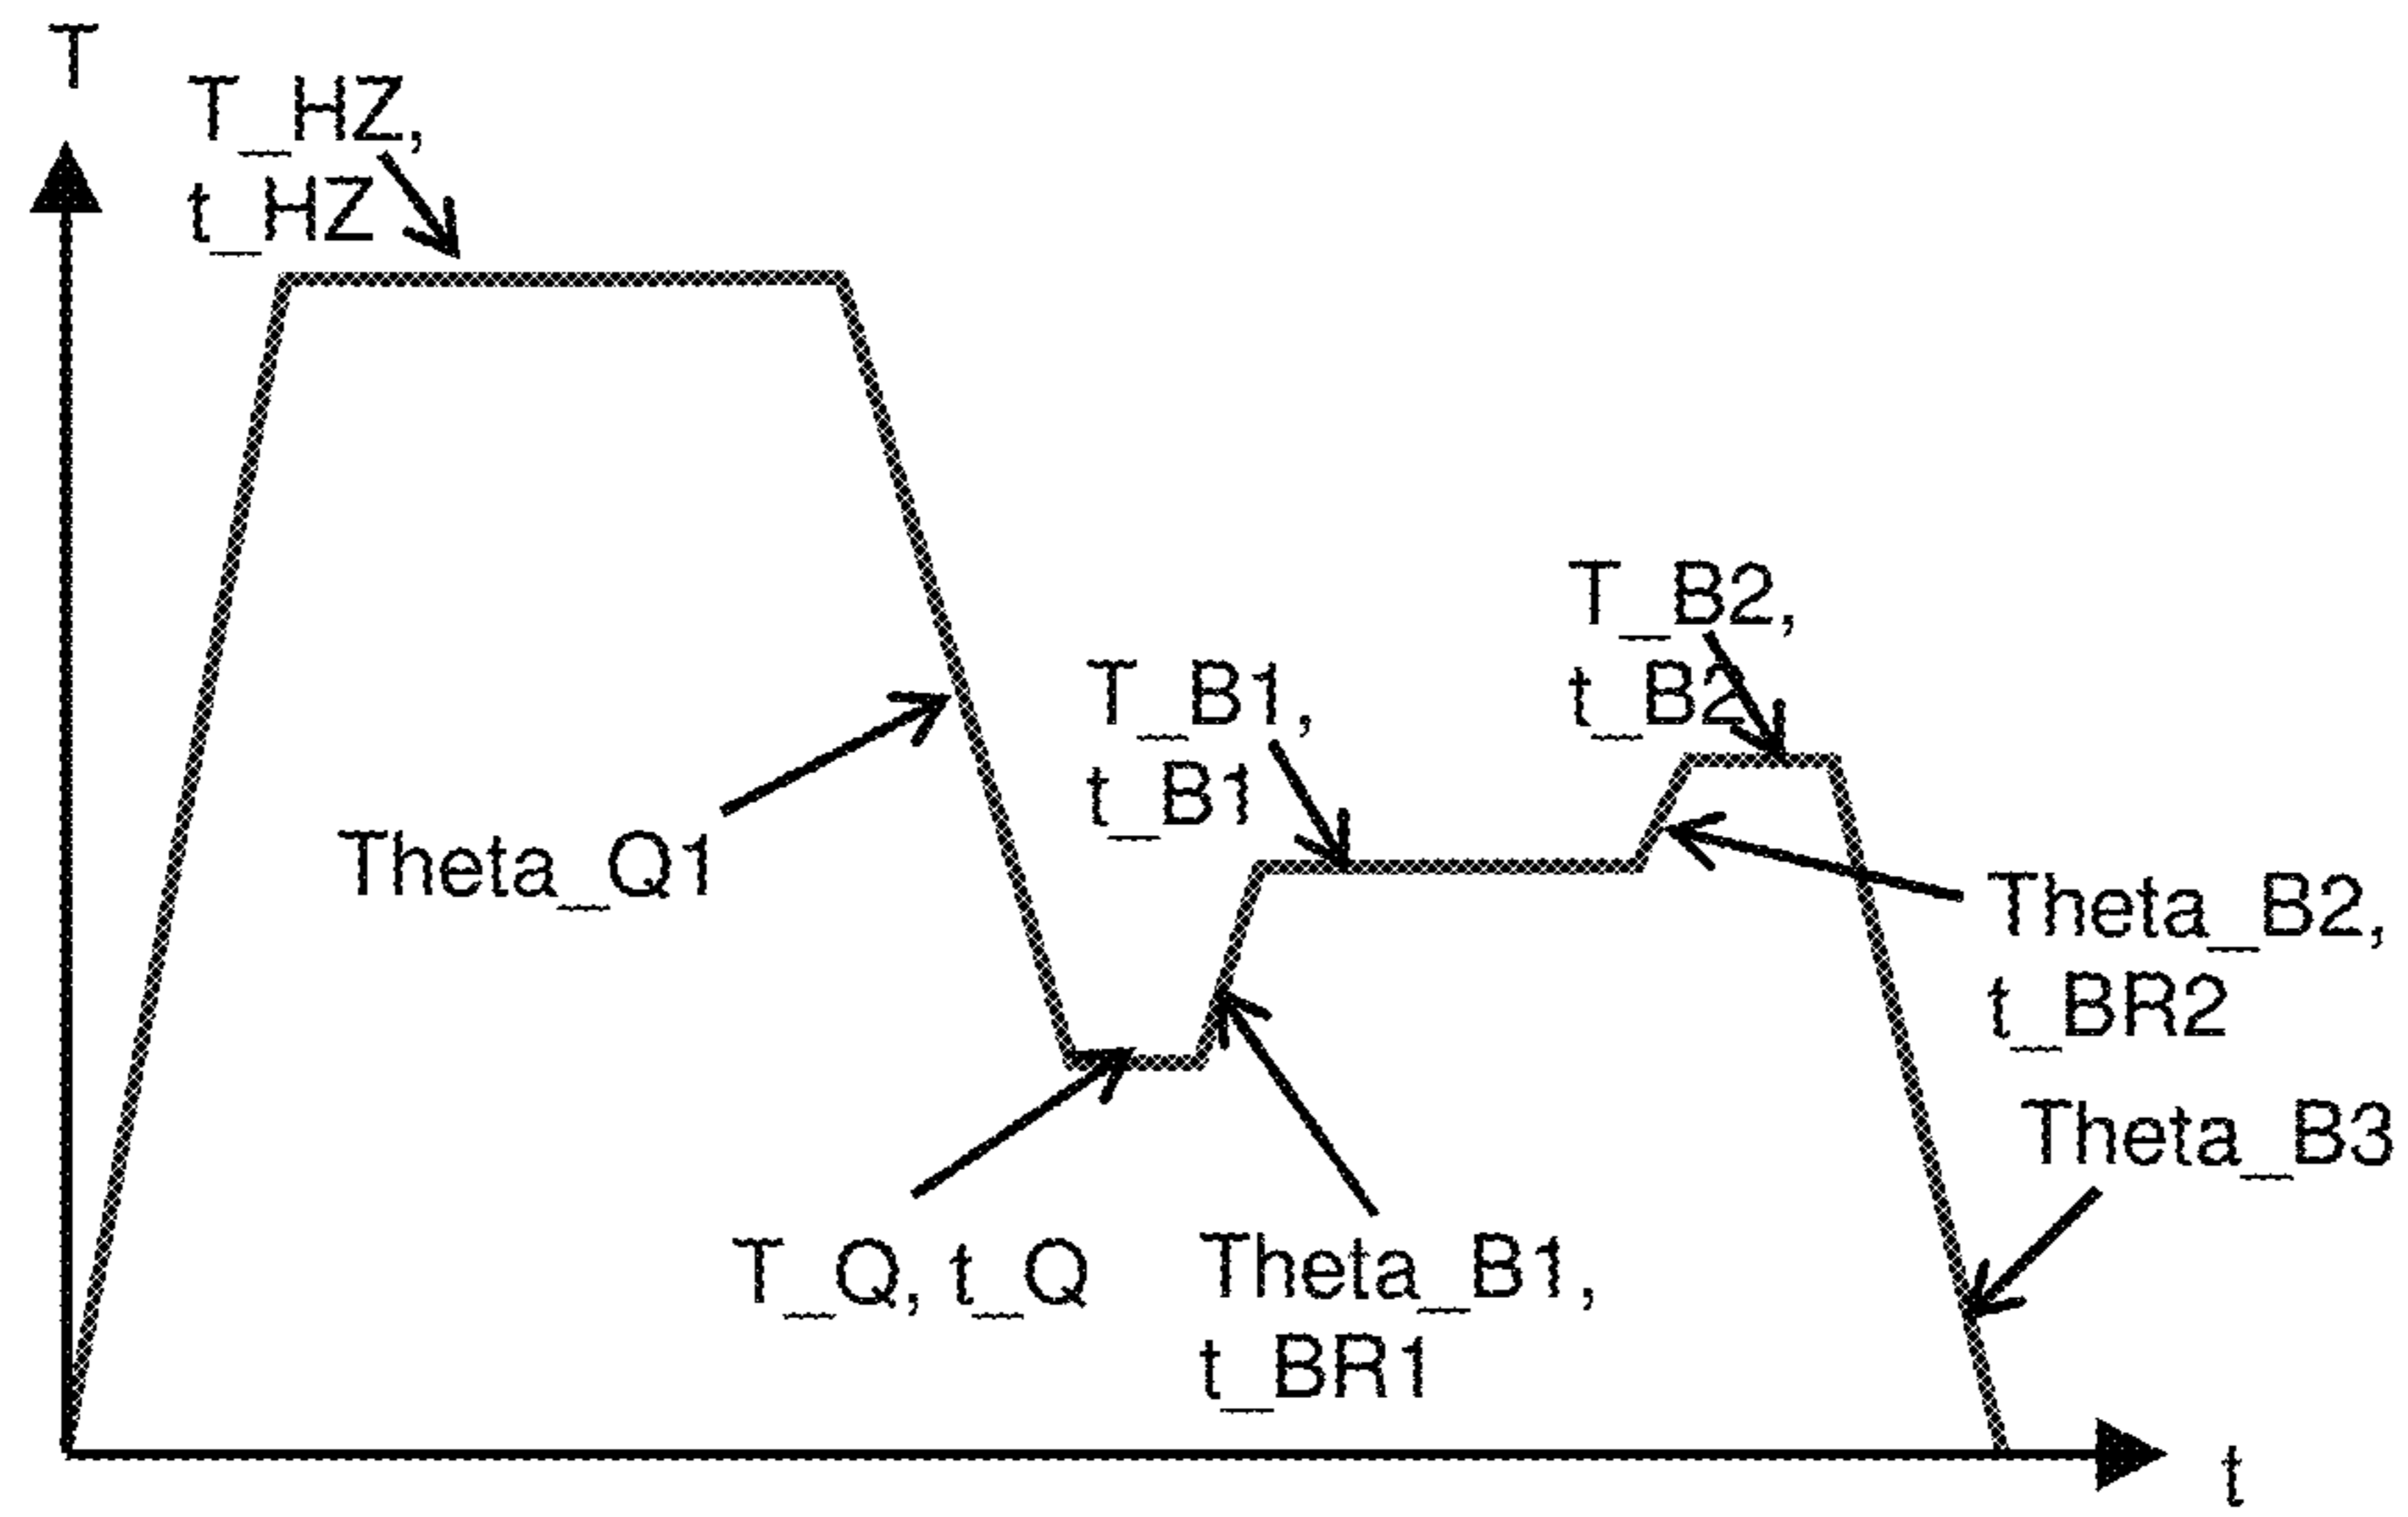 T
T_HZ,
t_HZ
T_B2,
t_B2
T_B1,
t_B1
Theta_Q1
Theta_B2,
t_BR2
Theta_B3
T_Q, t_Q
Theta_B1,
t_BR1
t